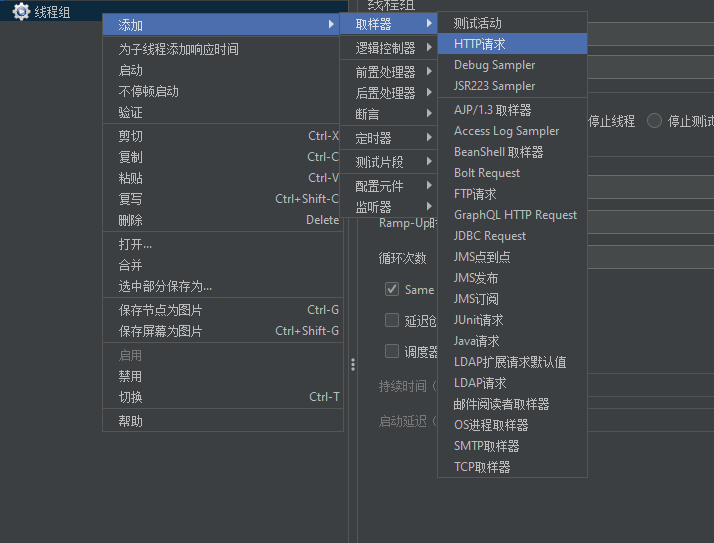 线程组
添加
为子线程添加响应时间
启动
不停顿启动
验证
剪切 Ctrl-X
复制 Ctrl-C
粘贴 Ctrl-V
复写 Ctrl+Shift-C
删除 Delete
打开...
合并
选中部分保存为...
保存节点为图片 Ctrl-G
保存屏幕为图片 Ctrl+Shift-G
启用
禁用
切换 Ctrl-T
帮助
取样器
逻辑控制器
前置处理器
后置处理器
断言
定时器
测试片段
配置元件
监听器
测试活动
HTTP请求
Debug Sampler
JSR223 Sampler
AJP/1.3 取样器
Access Log Sampler
BeanShell 取样器
Bolt Request
FTP请求
GraphQL HTTP Request
JDBC Request
JMS点到点
JMS发布
JMS订阅
JUnit请求
Java请求
LDAP扩展请求默认值
LDAP请求
邮件阅读者取样器
OS进程取样器
SMTP取样器
TCP取样器
线程组
停止线程 停止测试
Ramp-Up时
循环次数
Same
延迟创
调度器
持续时间（
启动延迟（